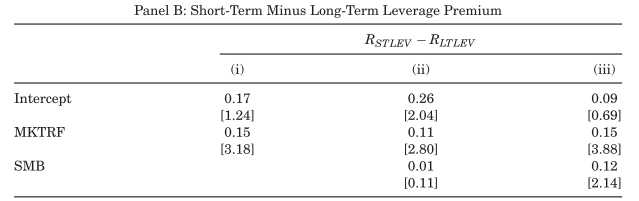 Panel B: Short-Term Minus Long-Term Leverage Premium
R_{STLEV} − R_{LTLEV}
(i) (ii) (iii)
Intercept 0.17 0.26 0.09
[1.24] [2.04] [0.69]
MKTRF 0.15 0.11 0.15
[3.18] [2.80] [3.88]
SMB 0.01 0.12
[0.11] [2.14]